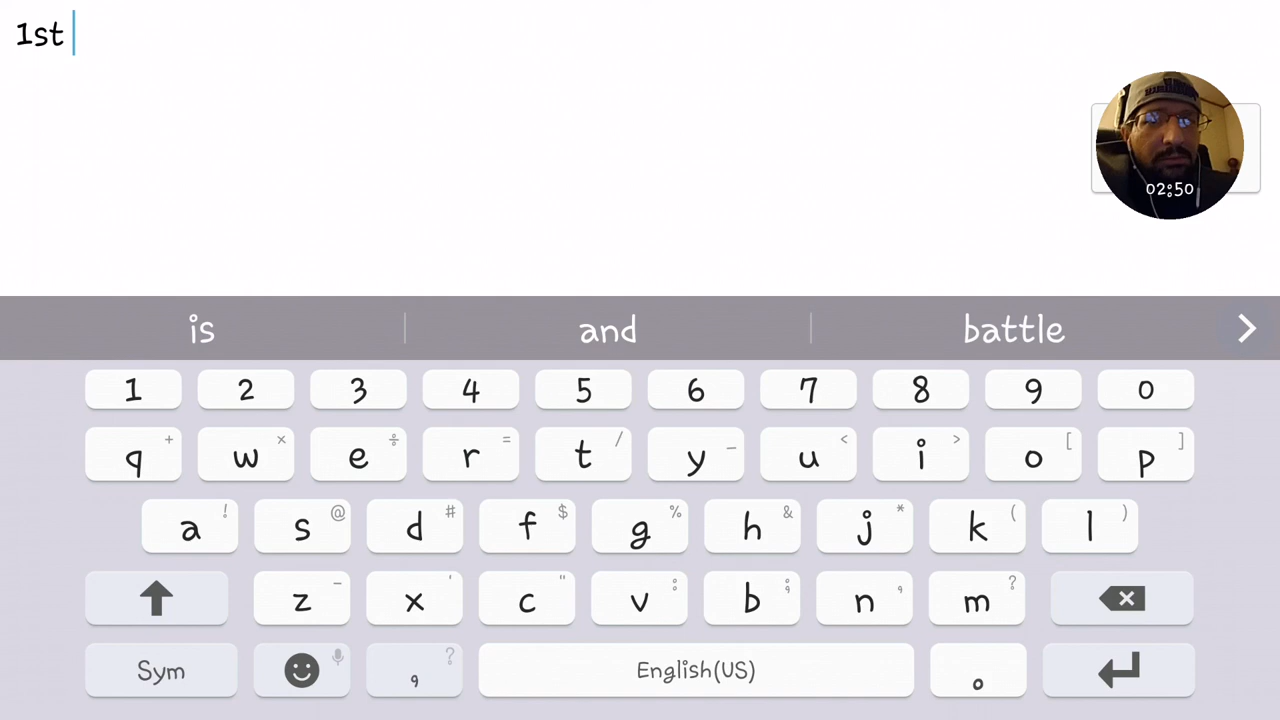 1st
02:50
is and battle
1 2 3 4 5 6 7 8 9 0
q + w × e ÷ r = t / y _ u < i > o [ p ]
a ! s @ d # f $ g % h & j * k ( l )
z - x ' c " v : b ; n , m ?
Sym , ? English(US) .